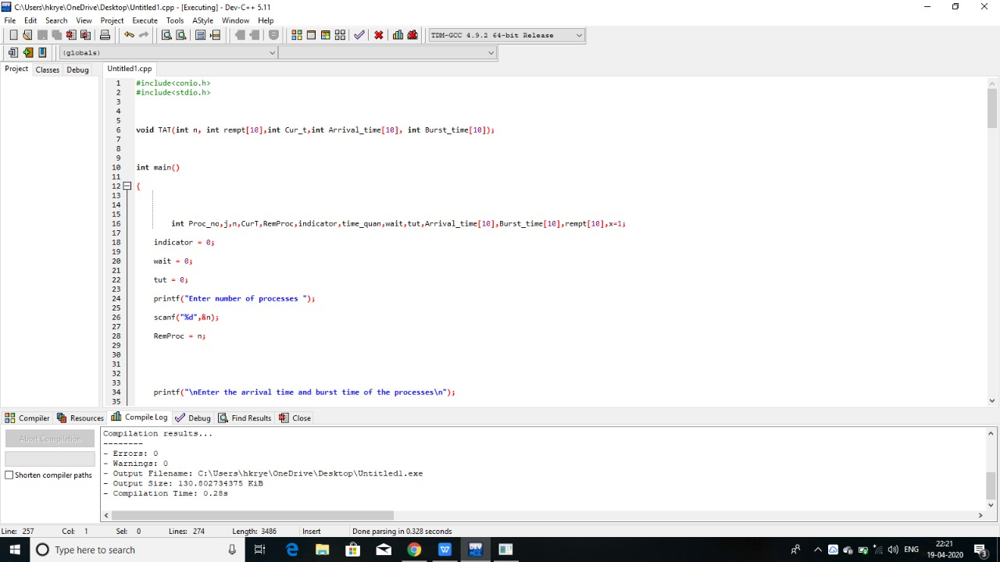 C:\Users\hkrye\OneDrive\Desktop\Untitled1.cpp - [Executing] - Dev-C++ 5.11
File Edit Search View Project Execute Tools AStyle Window Help
TDM-GCC 4.9.2 64-bit Release
(globals)
Project Classes Debug Untitled1.cpp
1 #include<conio.h>
2 #include<stdio.h>
3
4
5
6 void TAT(int n, int rempt[10],int Cur_t,int Arrival_time[10], int Burst_time[10]);
7
8
9
10 int main()
11
12 {
13
14
15
16 int Proc_no,j,n,CurT,RemProc,indicator,time_quan,wait,tut,Arrival_time[10],Burst_time[10],rempt[10],x=1;
17
18 indicator = 0;
19
20 wait = 0;
21
22 tut = 0;
23
24 printf("Enter number of processes ");
25
26 scanf("%d",&n);
27
28 RemProc = n;
29
30
31
32
33
34 printf("\nEnter the arrival time and burst time of the processes\n");
35
Compiler Resources Compile Log Debug Find Results Close
Abort Compilation
Shorten compiler paths
Compilation results...
--------
- Errors: 0
- Warnings: 0
- Output Filename: C:\Users\hkrye\OneDrive\Desktop\Untitled1.exe
- Output Size: 130.802734375 KiB
- Compilation Time: 0.28s
Line: 257 Col: 1 Sel: 0 Lines: 274 Length: 3486 Insert Done parsing in 0.328 seconds
Type here to search
DEV
ENG
22:21
19-04-2020
3